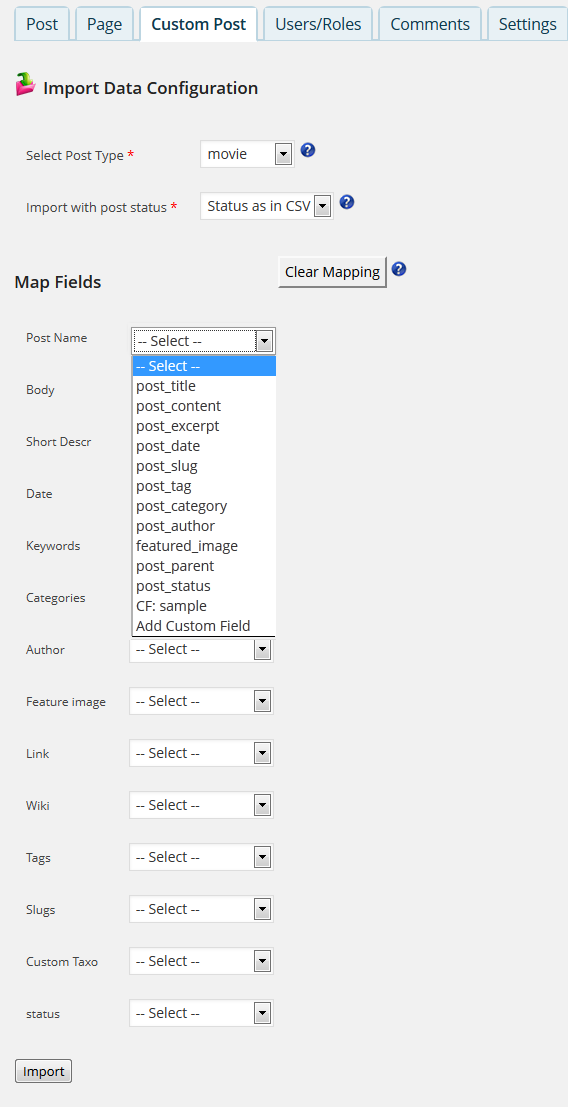 Post Page Custom Post Users/Roles Comments Settings
Import Data Configuration
Select Post Type * movie
Import with post status * Status as in CSV
Map Fields Clear Mapping
Post Name -- Select --
-- Select --
post_title
Body
post_content
post_excerpt
Short Descr
post_date
post_slug
Date
post_tag
post_category
post_author
Keywords
featured_image
post_parent
post_status
Categories
CF: sample
Add Custom Field
Author -- Select --
Feature image -- Select --
Link -- Select --
Wiki -- Select --
Tags -- Select --
Slugs -- Select --
Custom Taxo -- Select --
status -- Select --
Import